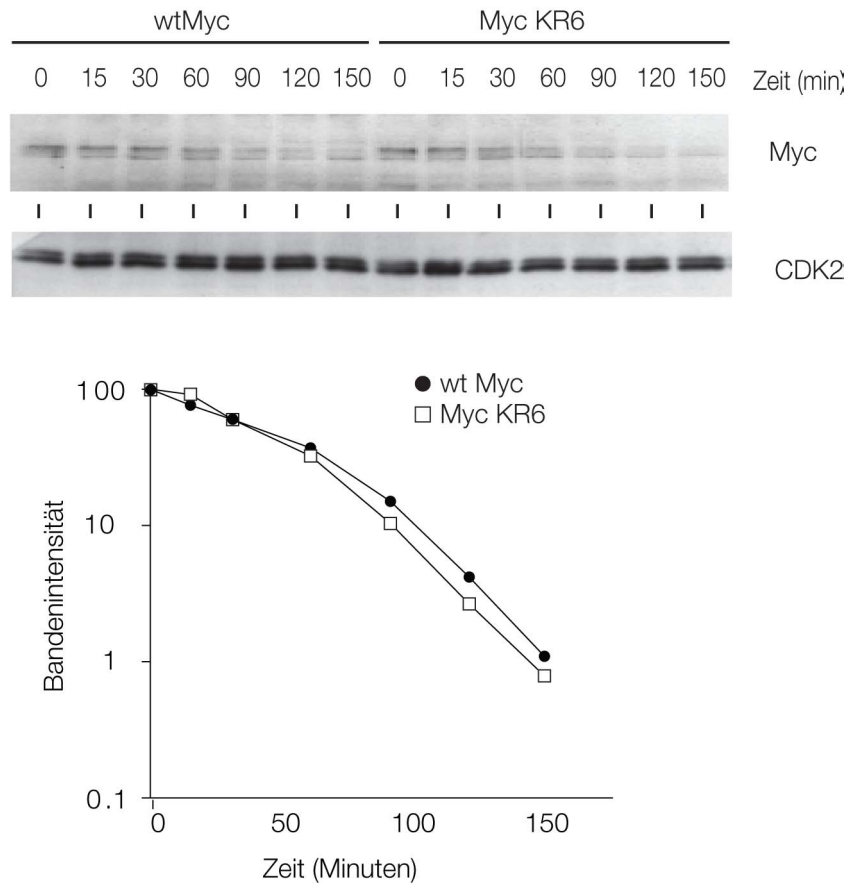 wtMyc Myc KR6
0 15 30 60 90 120 150 0 15 30 60 90 120 150 Zeit (min)
Myc
CDK2
wt Myc
Myc KR6
100
10
1
0.1
Bandenintensität
0 50 100 150
Zeit (Minuten)